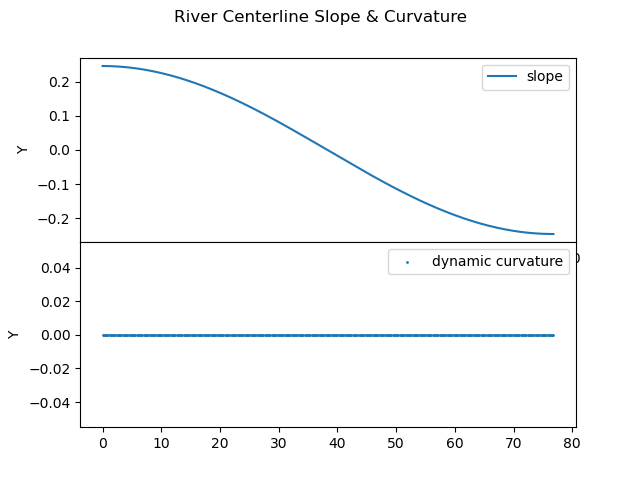 River Centerline Slope & Curvature
slope
0.2
0.1
0.0
−0.1
−0.2
Y
dynamic curvature
0.04
0.02
0.00
−0.02
−0.04
Y
0 10 20 30 40 50 60 70 80